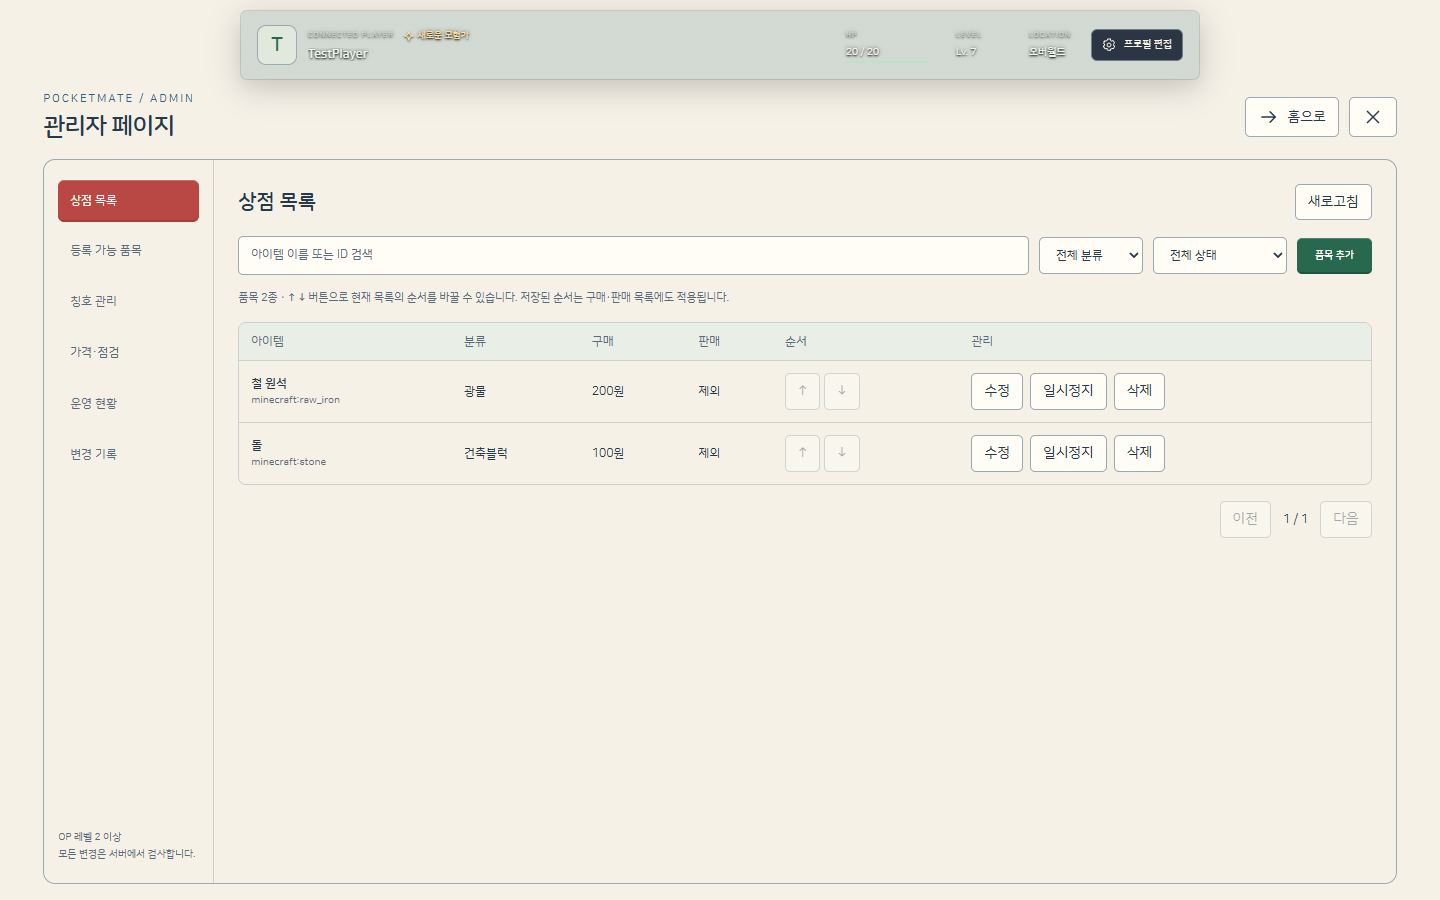 T
CONNECTED PLAYER 새로운 모험가
TestPlayer
HP
20 / 20
LEVEL
Lv. 7
LOCATION
오버월드
프로필 편집
POCKETMATE / ADMIN
관리자 페이지
→ 홈으로
상점 목록
등록 가능 품목
칭호 관리
가격·점검
운영 현황
변경 기록
OP 레벨 2 이상
모든 변경은 서버에서 검사합니다.
상점 목록
새로고침
아이템 이름 또는 ID 검색
전체 분류
전체 상태
품목 추가
품목 2종 · ↑ ↓ 버튼으로 현재 목록의 순서를 바꿀 수 있습니다. 저장된 순서는 구매·판매 목록에도 적용됩니다.
아이템 분류 구매 판매 순서 관리
철 원석
minecraft:raw_iron
광물 200원 제외 ↑ ↓ 수정 일시정지 삭제
돌
minecraft:stone
건축블럭 100원 제외 ↑ ↓ 수정 일시정지 삭제
이전 1 / 1 다음